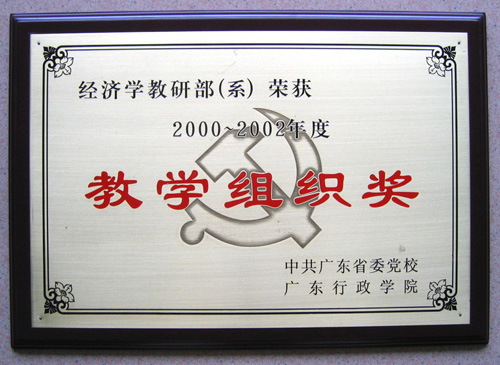 经济学教研部(系) 荣获
2000~2002年度
教学组织奖
中共广东省委党校
广东行政学院